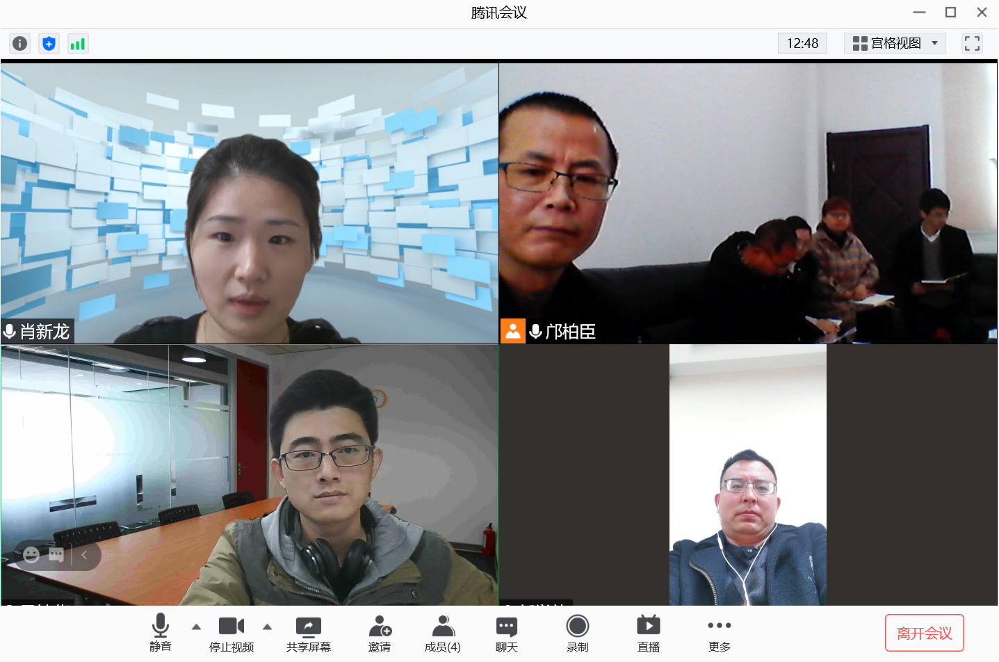 腾讯会议
12:48
宫格视图
肖新龙
邝柏臣
静音
停止视频
共享屏幕
邀请
成员(4)
聊天
录制
直播
更多
离开会议